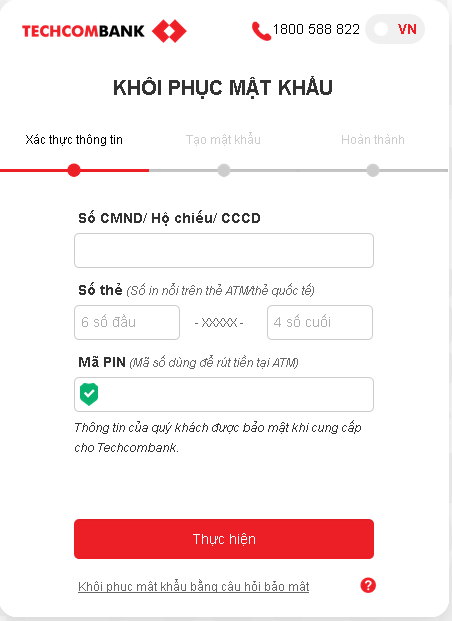 TECHCOMBANK
1800 588 822
VN
KHÔI PHỤC MẬT KHẨU
Xác thực thông tin
Tạo mật khẩu
Hoàn thành
Số CMND/ Hộ chiếu/ CCCD
Số thẻ (Số in nổi trên thẻ ATM/thẻ quốc tế)
6 số đầu - XXXXX - 4 số cuối
Mã PIN (Mã số dùng để rút tiền tại ATM)
Thông tin của quý khách được bảo mật khi cung cấp
cho Techcombank.
Thực hiện
Khôi phục mật khẩu bằng câu hỏi bảo mật ?